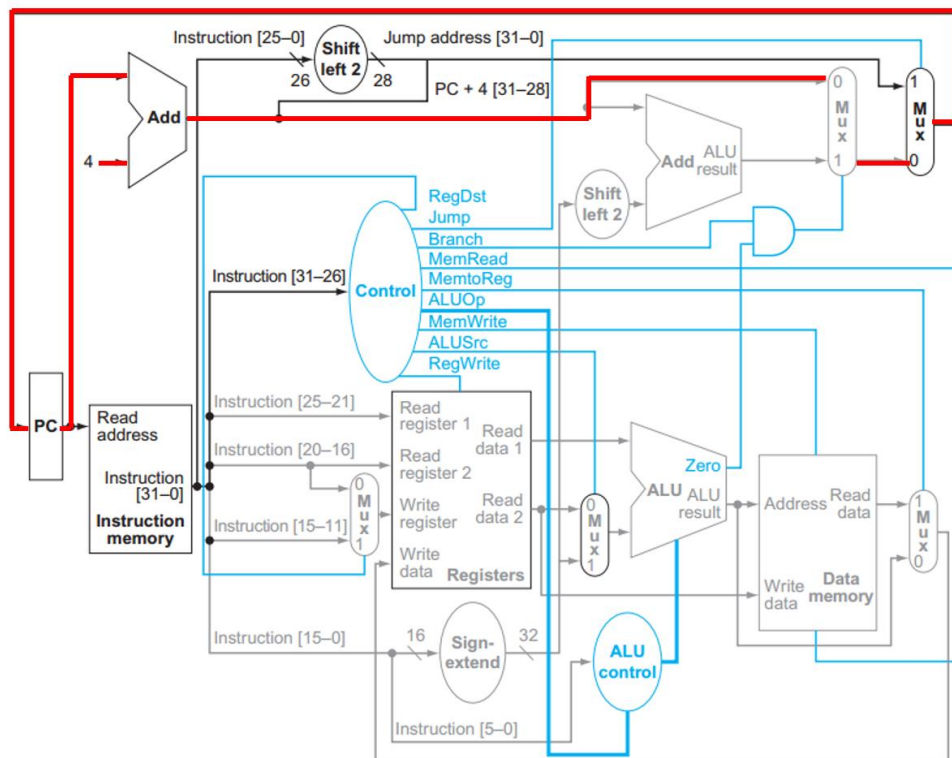 Instruction [25–0]
Jump address [31–0]
Shift
left 2
26
28
PC + 4 [31–28]
Add
4
0
M
u
x
1
1
M
u
x
0
Add
ALU
result
Shift
left 2
RegDst
Jump
Branch
MemRead
MemtoReg
ALUOp
MemWrite
ALUSrc
RegWrite
Instruction [31–26]
Control
PC
Read
address
Instruction
[31–0]
Instruction
memory
Instruction [25–21]
Instruction [20–16]
Instruction [15–11]
0
M
u
x
1
Read
register 1
Read
register 2
Write
register
Write
data
Read
data 1
Read
data 2
Registers
0
M
u
x
1
Zero
ALU
ALU
result
Address
Read
data
Write
data
Data
memory
1
M
u
x
0
Instruction [15–0]
16
Sign-
extend
32
ALU
control
Instruction [5–0]